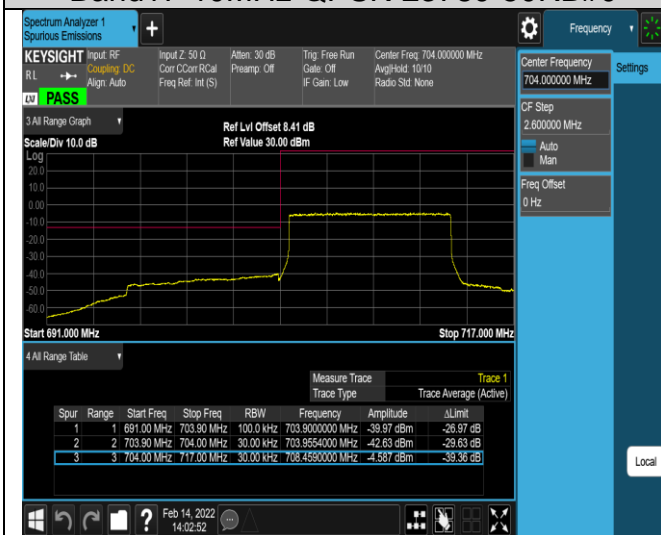 Spectrum Analyzer 1
Spurious Emissions
Frequency
KEYSIGHT
Input: RF
Coupling: DC
Align: Auto
Input Z: 50 Ω
Corr CCorr RCal
Freq Ref: Int (S)
Atten: 30 dB
Preamp: Off
Trig: Free Run
Gate: Off
IF Gain: Low
Center Freq: 704.000000 MHz
Avg|Hold: 10/10
Radio Std: None
RL
LXI PASS
Center Frequency
704.000000 MHz
Settings
CF Step
2.600000 MHz
Auto
Man
Freq Offset
0 Hz
3 All Range Graph
Scale/Div 10.0 dB
Ref Lvl Offset 8.41 dB
Ref Value 30.00 dBm
Log
20.0
10.0
0.00
-10.0
-20.0
-30.0
-40.0
-50.0
-60.0
Start 691.000 MHz Stop 717.000 MHz
4 All Range Table
Measure Trace Trace 1
Trace Type Trace Average (Active)
Spur Range Start Freq Stop Freq RBW Frequency Amplitude ΔLimit
1 1 691.00 MHz 703.90 MHz 100.0 kHz 703.9000000 MHz -39.97 dBm -26.97 dB
2 2 703.90 MHz 704.00 MHz 30.00 kHz 703.9554000 MHz -42.63 dBm -29.63 dB
3 3 704.00 MHz 717.00 MHz 30.00 kHz 708.4590000 MHz -4.587 dBm -39.36 dB
Local
Feb 14, 2022
14:02:52